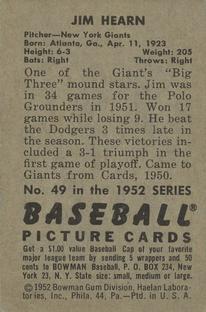 JIM HEARN
Pitcher—New York Giants
Born: Atlanta, Ga., Apr. 11, 1923
Height: 6-3 Weight: 205
Bats: Right Throws: Right
One of the Giant's "Big
Three" mound stars. Jim was
in 34 games for the Polo
Grounders in 1951. Won 17
games while losing 9. He beat
the Dodgers 3 times late in
the season. These victories in-
cluded a 3-1 triumph in the
first game of playoff. Came to
Giants from Cards, 1950.
No. 49 in the 1952 SERIES
BASEBALL®
PICTURE CARDS
Get a $1.00 value Baseball Cap of your favorite
major league team by sending 5 wrappers and 50
cents to BOWMAN Baseball, P. O. BOX 234, New
York 23, N. Y. State size: small, medium or large.
©1952 Bowman Gum Division, Haelan Labora-
tories, Inc., Phila. 44, Pa.—Ptd. in U. S. A.